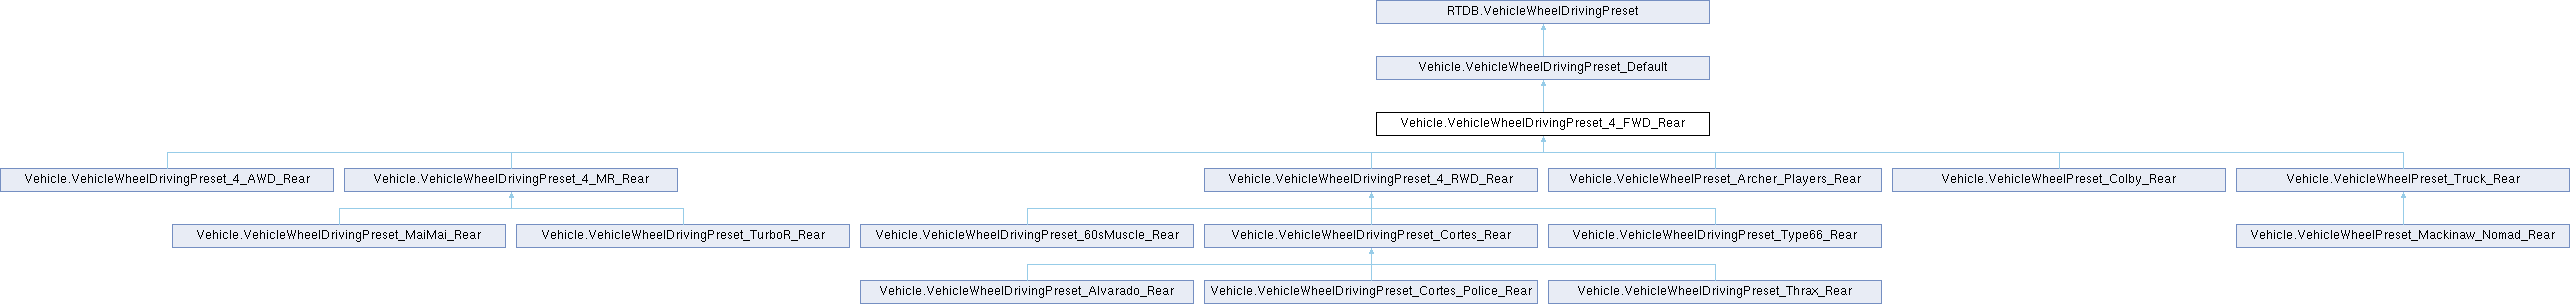 RTDB.VehicleWheelDrivingPreset
Vehicle.VehicleWheelDrivingPreset_Default
Vehicle.VehicleWheelDrivingPreset_4_FWD_Rear
Vehicle.VehicleWheelDrivingPreset_4_AWD_Rear
Vehicle.VehicleWheelDrivingPreset_4_MR_Rear
Vehicle.VehicleWheelDrivingPreset_4_RWD_Rear
Vehicle.VehicleWheelPreset_Archer_Players_Rear
Vehicle.VehicleWheelPreset_Colby_Rear
Vehicle.VehicleWheelPreset_Truck_Rear
Vehicle.VehicleWheelDrivingPreset_MaiMai_Rear
Vehicle.VehicleWheelDrivingPreset_TurboR_Rear
Vehicle.VehicleWheelDrivingPreset_60sMuscle_Rear
Vehicle.VehicleWheelDrivingPreset_Cortes_Rear
Vehicle.VehicleWheelDrivingPreset_Type66_Rear
Vehicle.VehicleWheelPreset_Mackinaw_Nomad_Rear
Vehicle.VehicleWheelDrivingPreset_Alvarado_Rear
Vehicle.VehicleWheelDrivingPreset_Cortes_Police_Rear
Vehicle.VehicleWheelDrivingPreset_Thrax_Rear